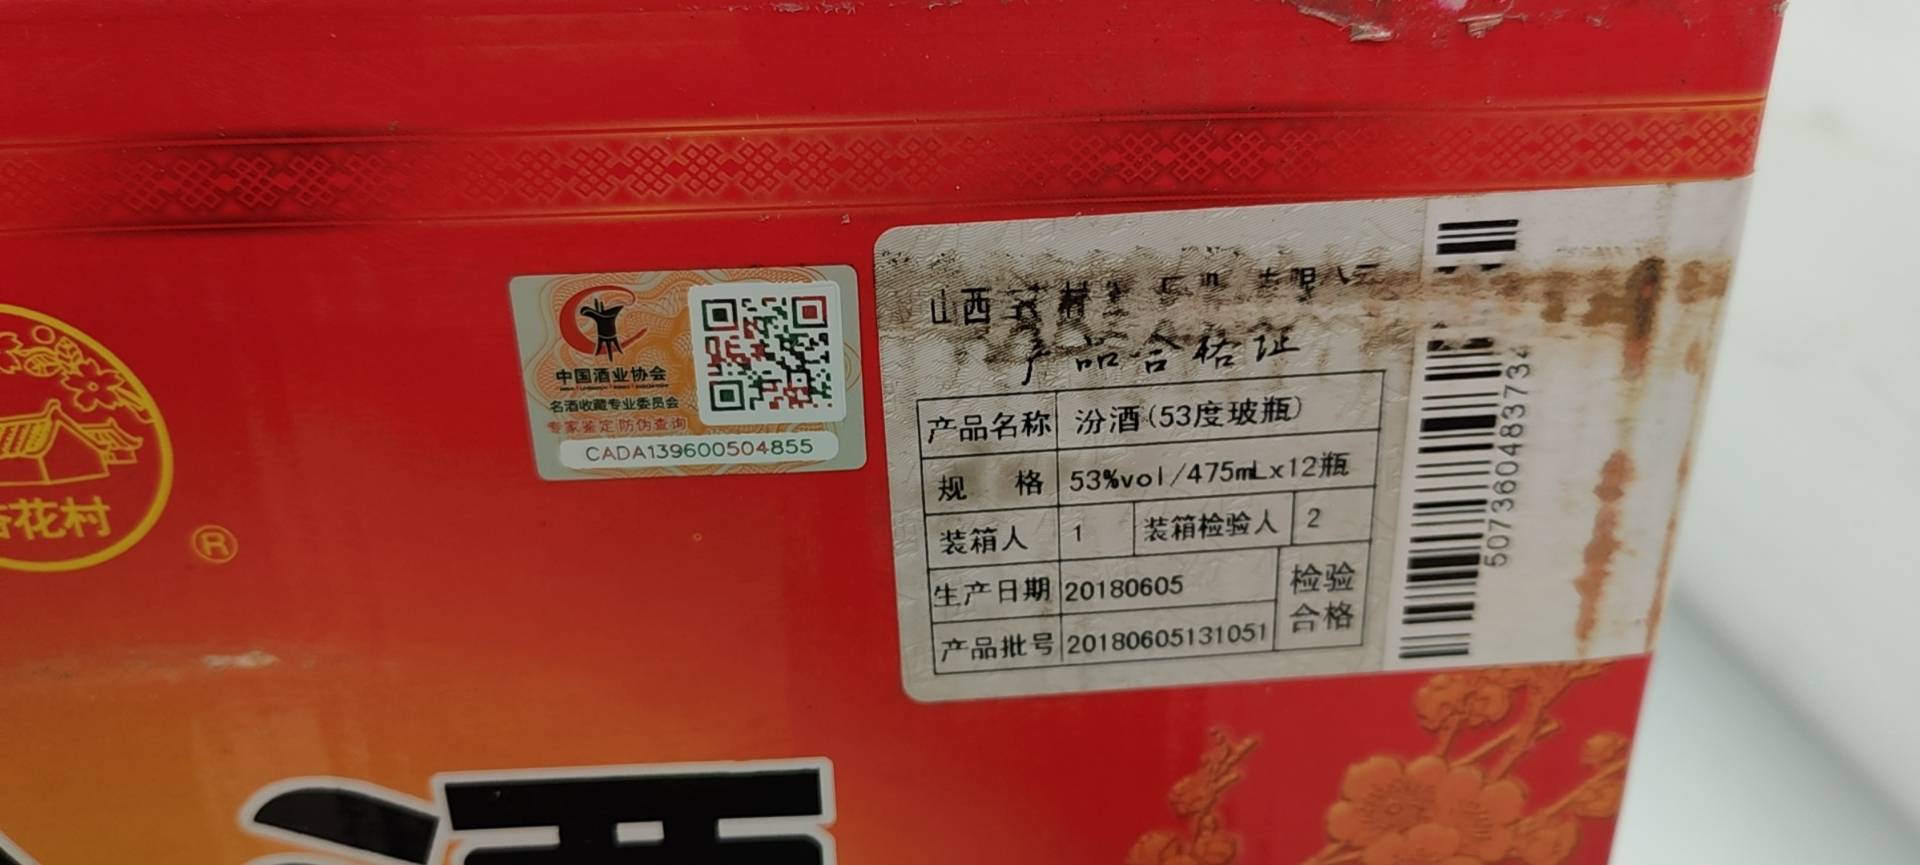 花村
®
中国酒业协会
名酒收藏专业委员会
专家鉴定防伪查询
CADA139600504855
山西 村
产品合格证
产品名称 汾酒(53度玻瓶)
规 格 53%vol/475mLx12瓶
装箱人 1 装箱检验人 2
生产日期 20180605 检验
合格
产品批号 20180605131051
酒